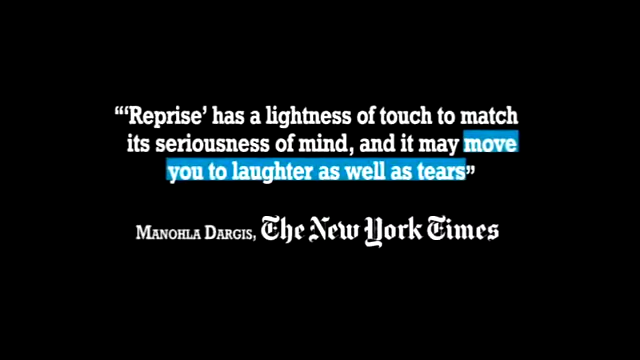 “‘Reprise’ has a lightness of touch to match
its seriousness of mind, and it may move
you to laughter as well as tears”
MANOHLA DARGIS, The New York Times